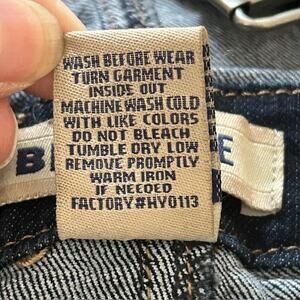 WASH BEFORE WEAR
TURN GARMENT
INSIDE OUT
MACHINE WASH COLD
WITH LIKE COLORS
DO NOT BLEACH
TUMBLE DRY LOW
REMOVE PROMPTLY
WARM IRON
IF NEEDED
FACTORY#HY0113